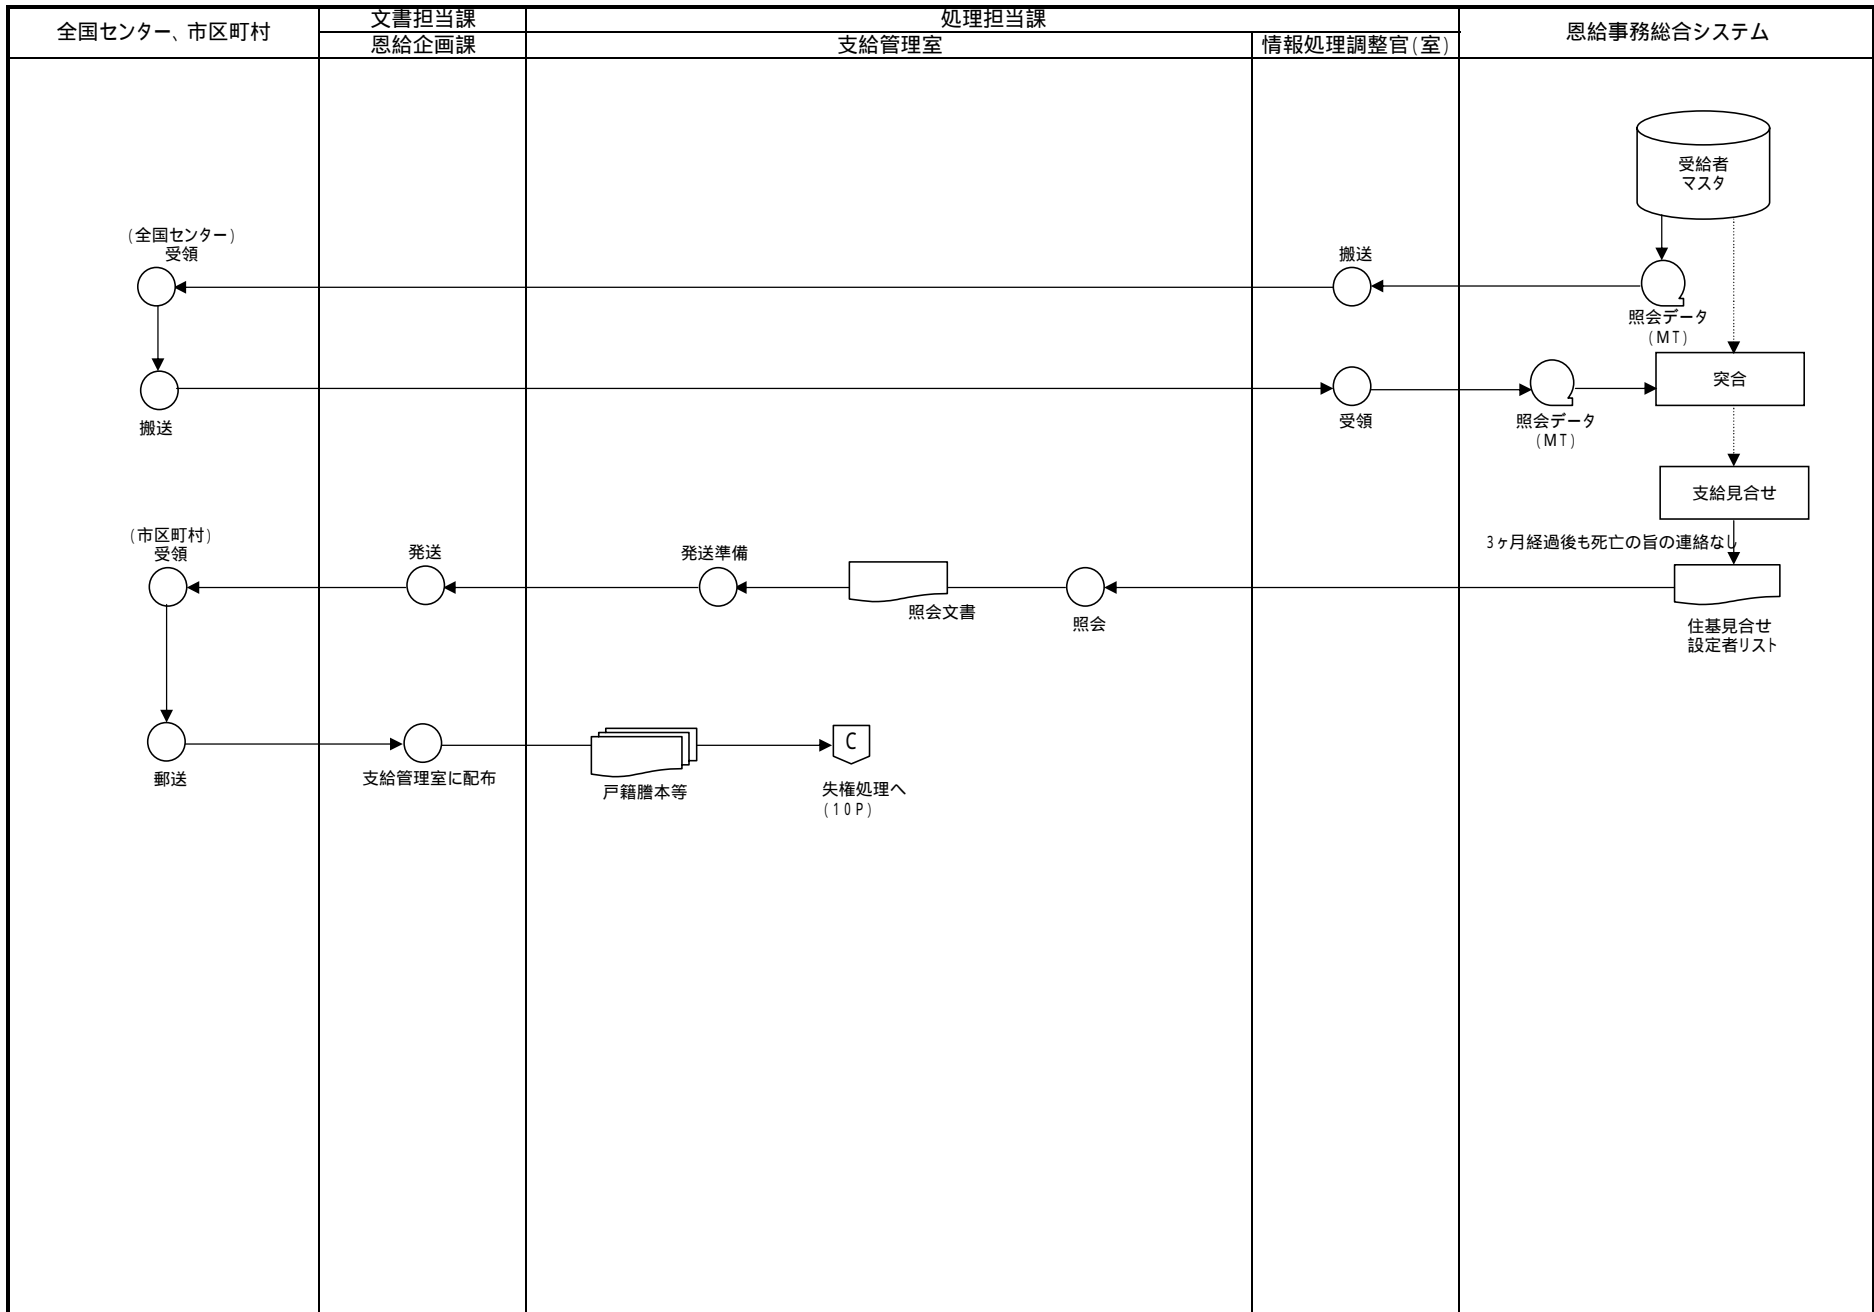 全国センター、市区町村
文書担当課
処理担当課
恩給事務総合システム
恩給企画課
支給管理室
情報処理調整官(室)
受給者
マスタ
(全国センター)
受領
搬送
照会データ
(MT)
搬送
受領
照会データ
(MT)
突合
支給見合せ
3ヶ月経過後も死亡の旨の連絡なし
(市区町村)
受領
発送
発送準備
照会文書
照会
住基見合せ
設定者リスト
郵送
支給管理室に配布
戸籍謄本等
C
失権処理へ
(10P)